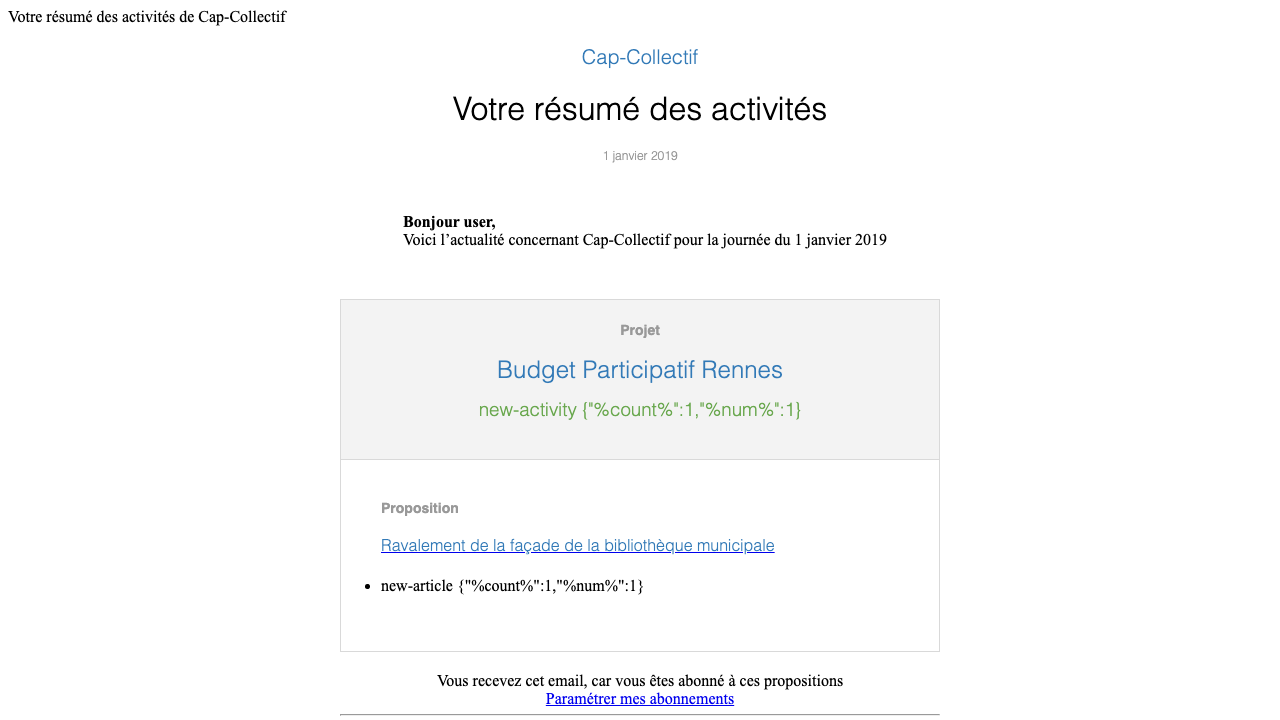 Votre résumé des activités de Cap-Collectif
Cap-Collectif
Votre résumé des activités
1 janvier 2019
Bonjour user,
Voici l’actualité concernant Cap-Collectif pour la journée du 1 janvier 2019
Projet
Budget Participatif Rennes
new-activity {"%count%":1,"%num%":1}
Proposition
Ravalement de la façade de la bibliothèque municipale
new-article {"%count%":1,"%num%":1}
Vous recevez cet email, car vous êtes abonné à ces propositions
Paramétrer mes abonnements